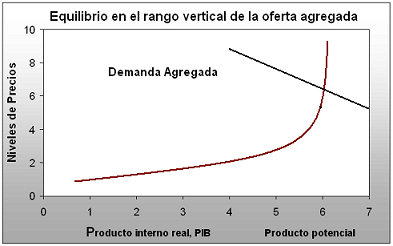 Equilibrio en el rango vertical de la oferta agregada
Niveles de Precios
10
8
6
4
2
0
Demanda Agregada
0 1 2 3 4 5 6 7
Producto interno real, PIB Producto potencial